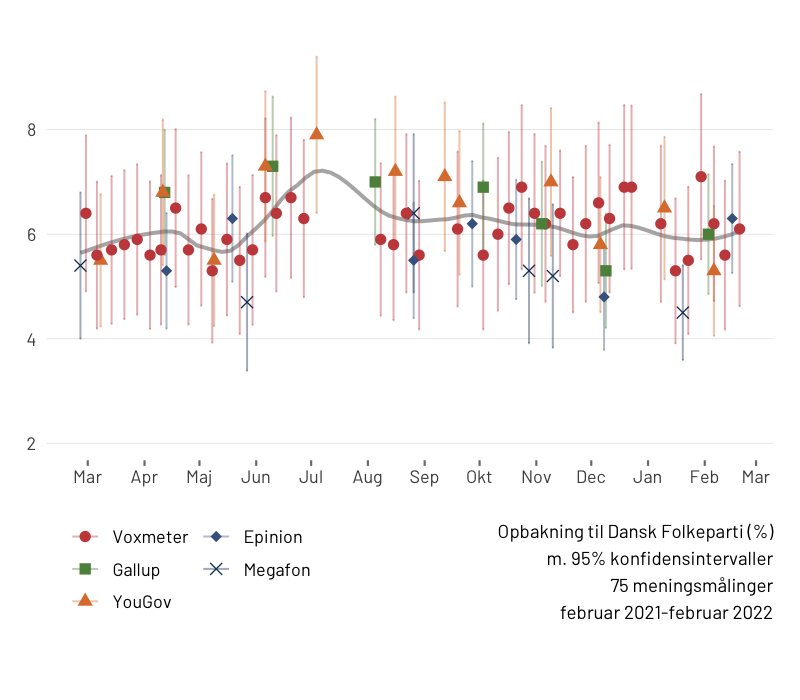 8
6
4
2
Mar Apr Maj Jun Jul Aug Sep Okt Nov Dec Jan Feb Mar
Voxmeter Epinion
Gallup Megafon
YouGov
Opbakning til Dansk Folkeparti (%)
m. 95% konfidensintervaller
75 meningsmålinger
februar 2021-februar 2022